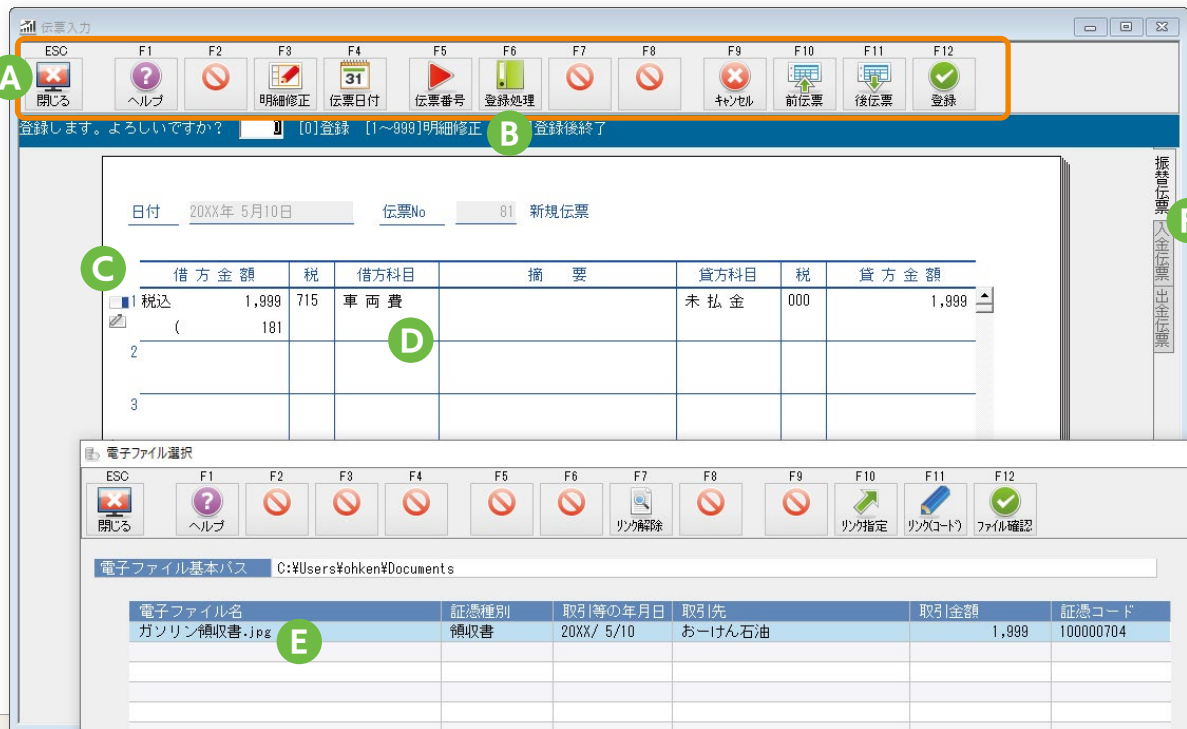 伝票入力
ESC F1 F2 F3 F4 F5 F6 F7 F8 F9 F10 F11 F12
A
閉じる ヘルプ 明細修正 伝票日付 伝票番号 登録処理 ｷｬﾝｾﾙ 前伝票 後伝票 登録
31
登録します。よろしいですか? 0 [0]登録 [1～999]明細修正 B ]登録後終了
振替伝票
入金伝票
出金伝票
日付 20XX年 5月10日 伝票No 81 新規伝票
C
借方金額 税 借方科目 摘要 貸方科目 税 貸方金額
1 税込 1,999 715 車両費 未払金 000 1,999
( 181
D
2
3
電子ファイル選択
ESC F1 F2 F3 F4 F5 F6 F7 F8 F9 F10 F11 F12
閉じる ヘルプ ﾘﾝｸ解除 ﾘﾝｸ指定 ﾘﾝｸ(ｺｰﾄﾞ) ﾌｧｲﾙ確認
電子ファイル基本パス C:¥Users¥ohken¥Documents
電子ファイル名 証憑種別 取引等の年月日 取引先 取引金額 証憑コード
ガソリン領収書.jpg 領収書 20XX/ 5/10 おーけん石油 1,999 100000704
E